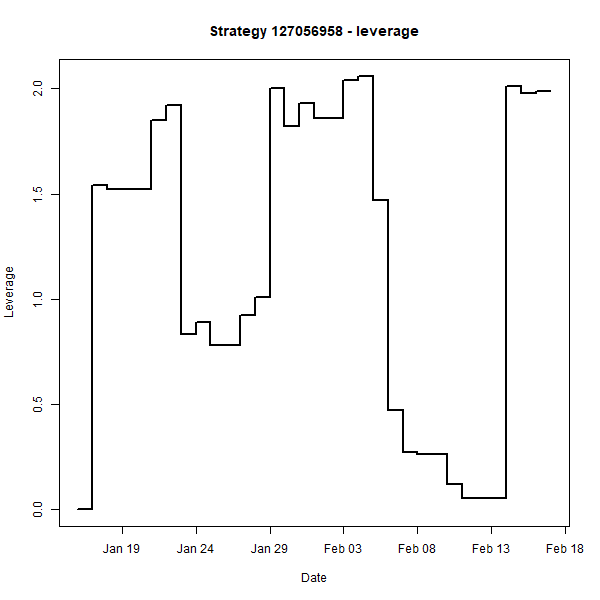 Strategy 127056958 - leverage
2.0
1.5
1.0
0.5
0.0
Leverage
Jan 19 Jan 24 Jan 29 Feb 03 Feb 08 Feb 13 Feb 18
Date